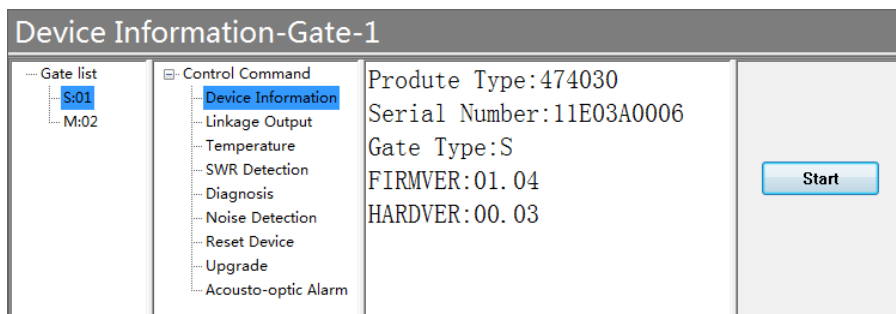 Device Information-Gate-1
Gate list
S:01
M:02
Control Command
Device Information
Linkage Output
Temperature
SWR Detection
Diagnosis
Noise Detection
Reset Device
Upgrade
Acousto-optic Alarm
Produte Type:474030
Serial Number:11E03A0006
Gate Type:S
FIRMVER:01.04
HARDVER:00.03
Start